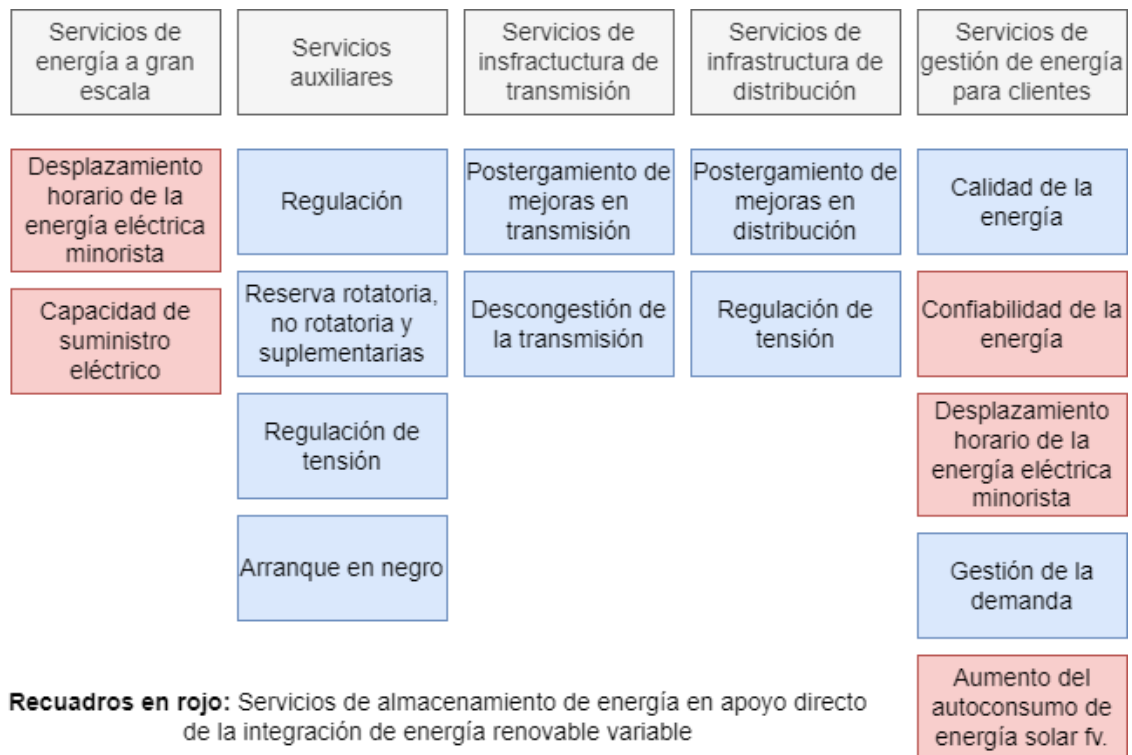 Servicios de
energía a gran
escala
Servicios
auxiliares
Servicios de
insfractuctura de
transmisión
Servicios de
infrastructura de
distribución
Servicios de
gestión de energía
para clientes
Desplazamiento
horario de la
energía eléctrica
minorista
Capacidad de
suministro
eléctrico
Regulación
Reserva rotatoria,
no rotatoria y
suplementarias
Regulación de
tensión
Arranque en negro
Postergamiento de
mejoras en
transmisión
Descongestión de
la transmisión
Postergamiento de
mejoras en
distribución
Regulación de
tensión
Calidad de la
energía
Confiabilidad de la
energía
Desplazamiento
horario de la
energía eléctrica
minorista
Gestión de la
demanda
Aumento del
autoconsumo de
energía solar fv.
Recuadros en rojo: Servicios de almacenamiento de energía en apoyo directo
de la integración de energía renovable variable